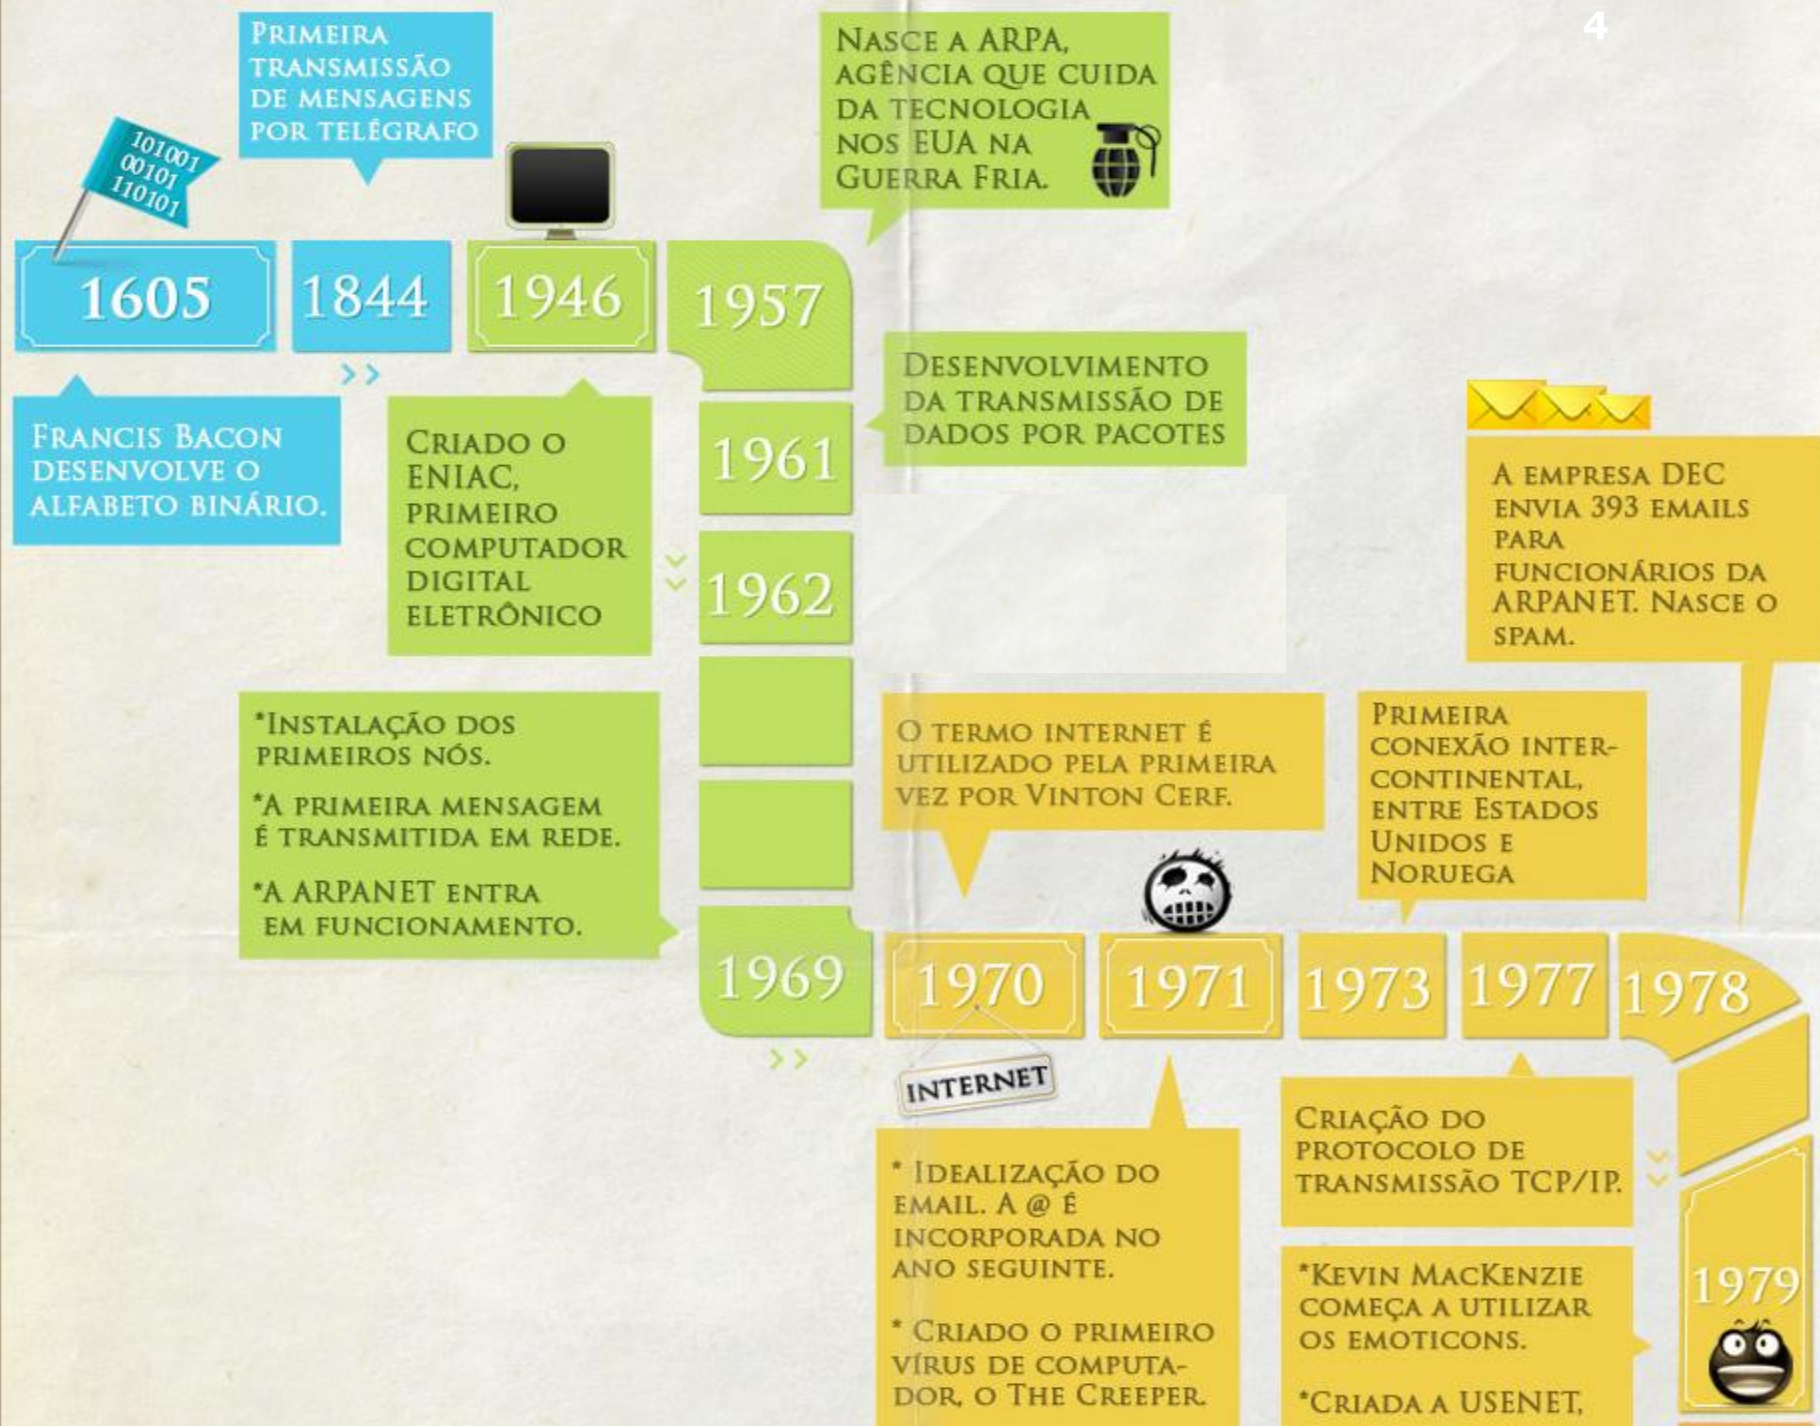 4
PRIMEIRA
TRANSMISSÃO
DE MENSAGENS
POR TELÉGRAFO
NASCE A ARPA,
AGÊNCIA QUE CUIDA
DA TECNOLOGIA
NOS EUA NA
GUERRA FRIA.
101001
00101
110101
1605
1844
1946
1957
FRANCIS BACON
DESENVOLVE O
ALFABETO BINÁRIO.
CRIADO O
ENIAC,
PRIMEIRO
COMPUTADOR
DIGITAL
ELETRÔNICO
DESENVOLVIMENTO
DA TRANSMISSÃO DE
DADOS POR PACOTES
1961
1962
A EMPRESA DEC
ENVIA 393 EMAILS
PARA
FUNCIONÁRIOS DA
ARPANET. NASCE O
SPAM.
*INSTALAÇÃO DOS
PRIMEIROS NÓS.
*A PRIMEIRA MENSAGEM
É TRANSMITIDA EM REDE.
*A ARPANET ENTRA
EM FUNCIONAMENTO.
O TERMO INTERNET É
UTILIZADO PELA PRIMEIRA
VEZ POR VINTON CERF.
PRIMEIRA
CONEXÃO INTER-
CONTINENTAL,
ENTRE ESTADOS
UNIDOS E
NORUEGA
1969
1970
1971
1973
1977
1978
INTERNET
* IDEALIZAÇÃO DO
EMAIL. A @ É
INCORPORADA NO
ANO SEGUINTE.
* CRIADO O PRIMEIRO
VÍRUS DE COMPUTA-
DOR, O THE CREEPER.
CRIAÇÃO DO
PROTOCOLO DE
TRANSMISSÃO TCP/IP.
*KEVIN MACKENZIE
COMEÇA A UTILIZAR
OS EMOTICONS.
*CRIADA A USENET,
1979